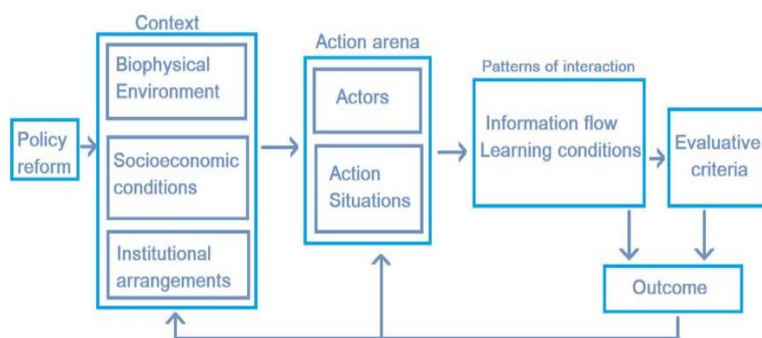 Context
Biophysical
Environment
Action arena
Patterns of interaction
Actors
Policy
reform
Socioeconomic
conditions
Information flow
Learning conditions
Evaluative
criteria
Action
Situations
Institutional
arrangements
Outcome